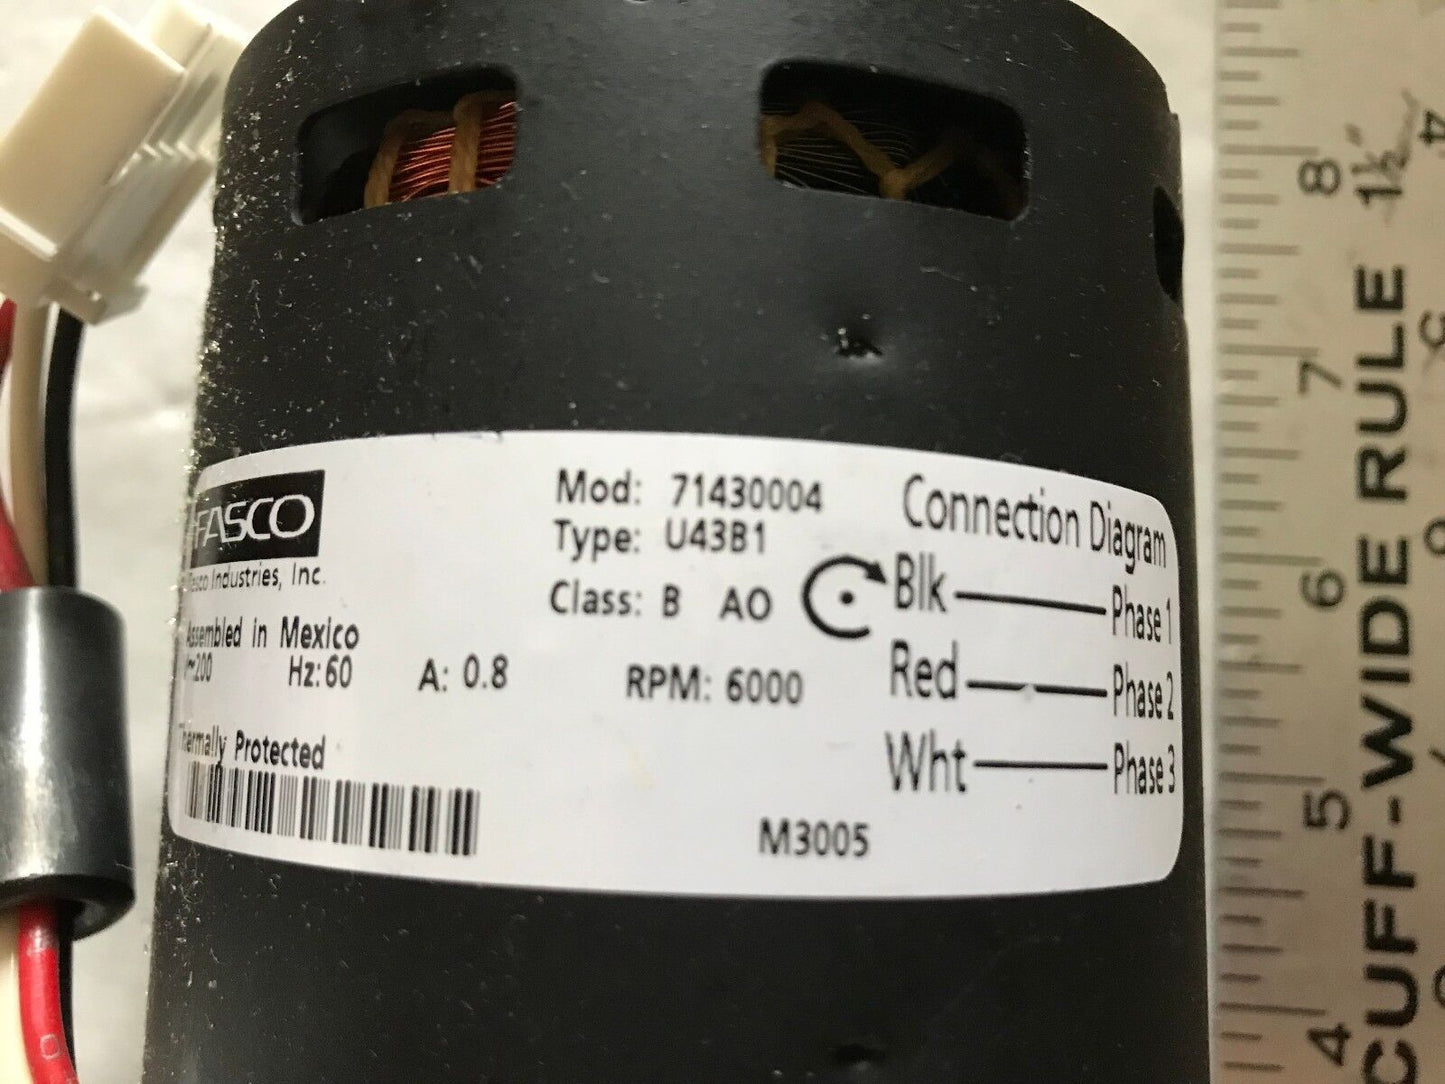 FASCO
Fasco Industries, Inc.
Assembled in Mexico
V~200 Hz: 60 A: 0.8 RPM: 6000
Thermally Protected
Mod: 71430004
Type: U43B1
Class: B AO
M3005
Connection Diagram
Blk Phase 1
Red Phase 2
Wht Phase 3
CUFF-WIDE RULE 1½"
8
7
6
5
4